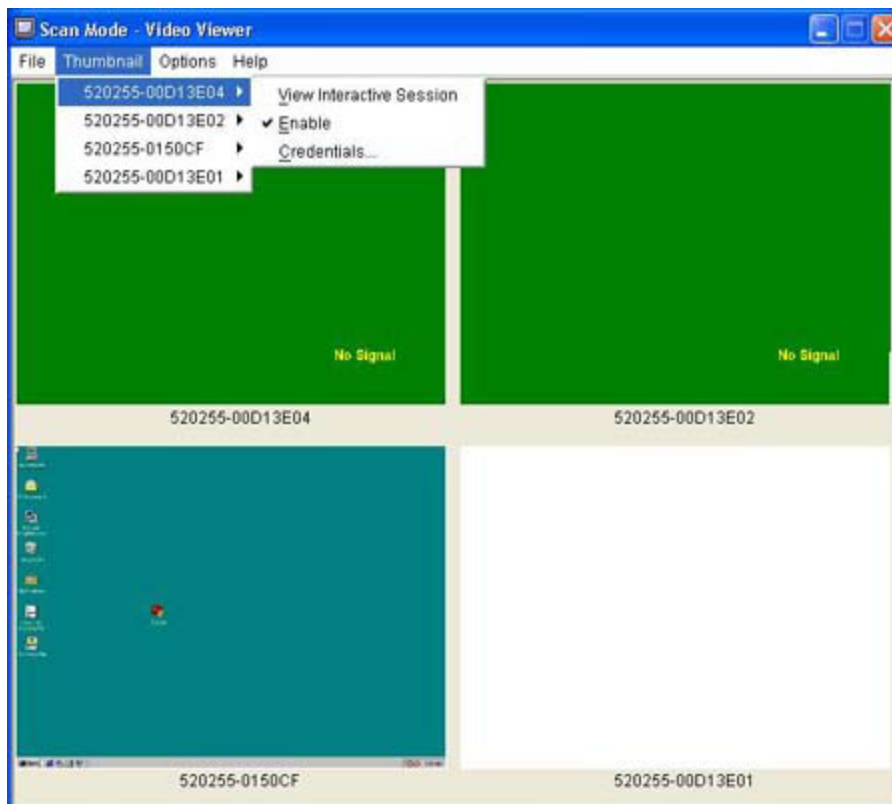 Scan Mode - Video Viewer
File Thumbnail Options Help
520255-00D13E04 View Interactive Session
520255-00D13E02 Enable
520255-0150CF Credentials...
520255-00D13E01
No Signal No Signal
520255-00D13E04 520255-00D13E02
520255-0150CF 520255-00D13E01